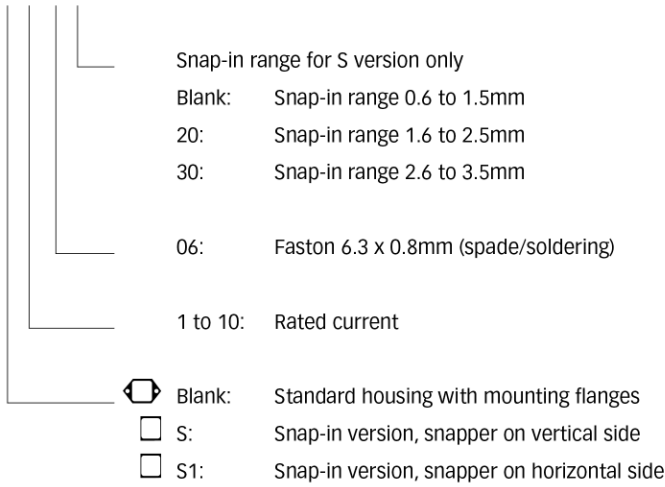 Snap-in range for S version only
Blank: Snap-in range 0.6 to 1.5mm
20: Snap-in range 1.6 to 2.5mm
30: Snap-in range 2.6 to 3.5mm
06: Faston 6.3 x 0.8mm (spade/soldering)
1 to 10: Rated current
Blank: Standard housing with mounting flanges
S: Snap-in version, snapper on vertical side
S1: Snap-in version, snapper on horizontal side